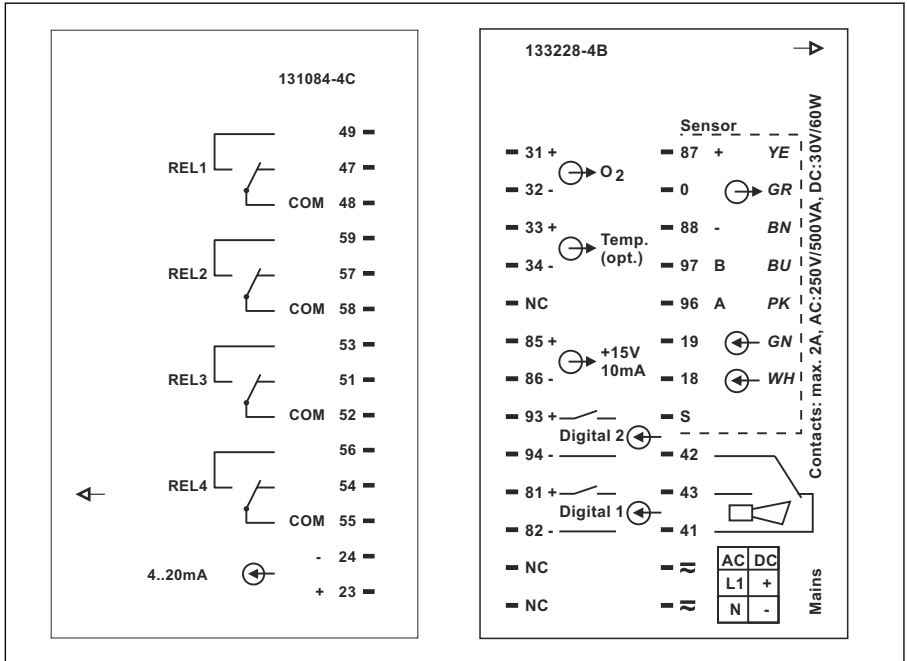 131084-4C
49
REL1 47
COM 48
59
REL2 57
COM 58
53
REL3 51
COM 52
56
REL4 54
COM 55
- 24
4..20mA
+ 23
133228-4B
Sensor
31 +
O2
32 -
33 +
Temp.
(opt.)
34 -
NC
85 +
+15V
10mA
86 -
93 +
Digital 2
94 -
81 +
Digital 1
82 -
NC
NC
87 + YE
0 GR
88 - BN
97 B BU
96 A PK
19 GN
18 WH
S
42
43
41
AC DC
L1 +
N -
Contacts: max. 2A, AC:250V/500VA, DC:30V/60W
Mains